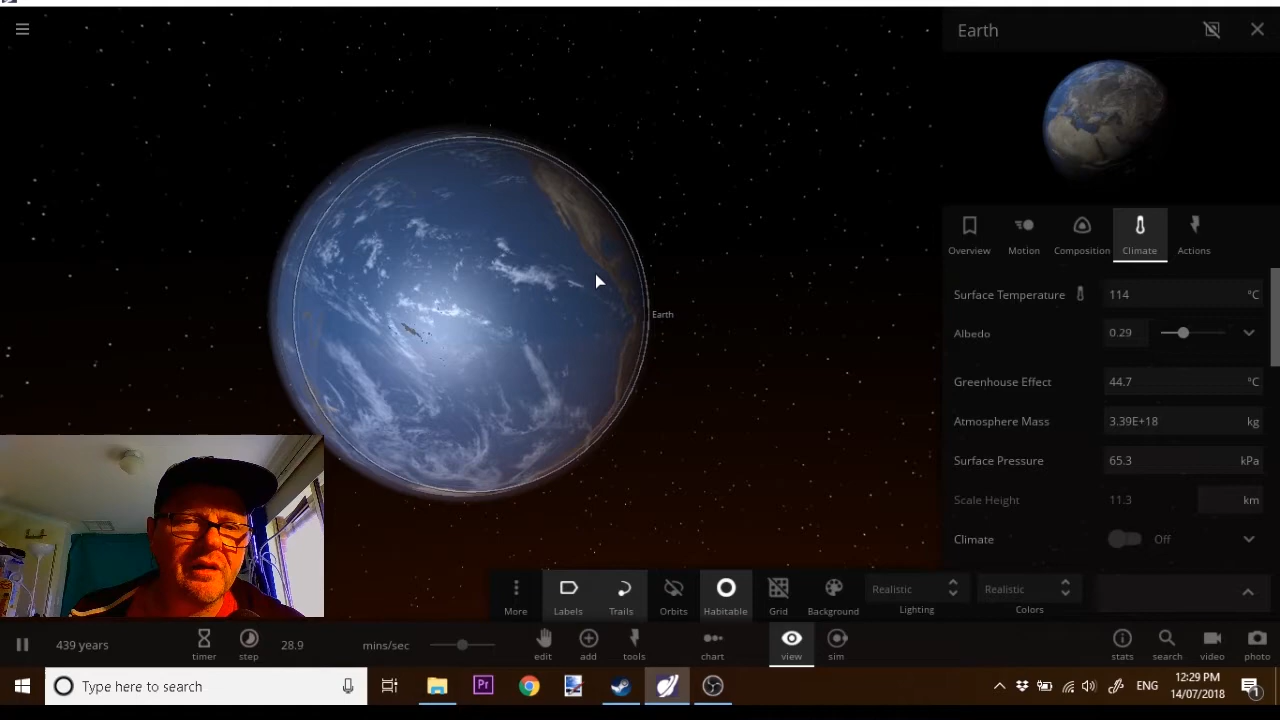 Earth
Overview
Motion
Composition
Climate
Actions
Surface Temperature 114 °C
Albedo 0.29
Greenhouse Effect 44.7 °C
Atmosphere Mass 3.39E+18 kg
Surface Pressure 65.3 kPa
Scale Height 11.3 km
Climate Off
Earth
More
Labels
Trails
Orbits
Habitable
Grid
Background
Realistic
Lighting
Realistic
Colors
439 years
timer
step
28.9 mins/sec
edit
add
tools
chart
view
sim
stats
search
video
photo
Type here to search
Pr
ENG
12:29 PM
14/07/2018
1